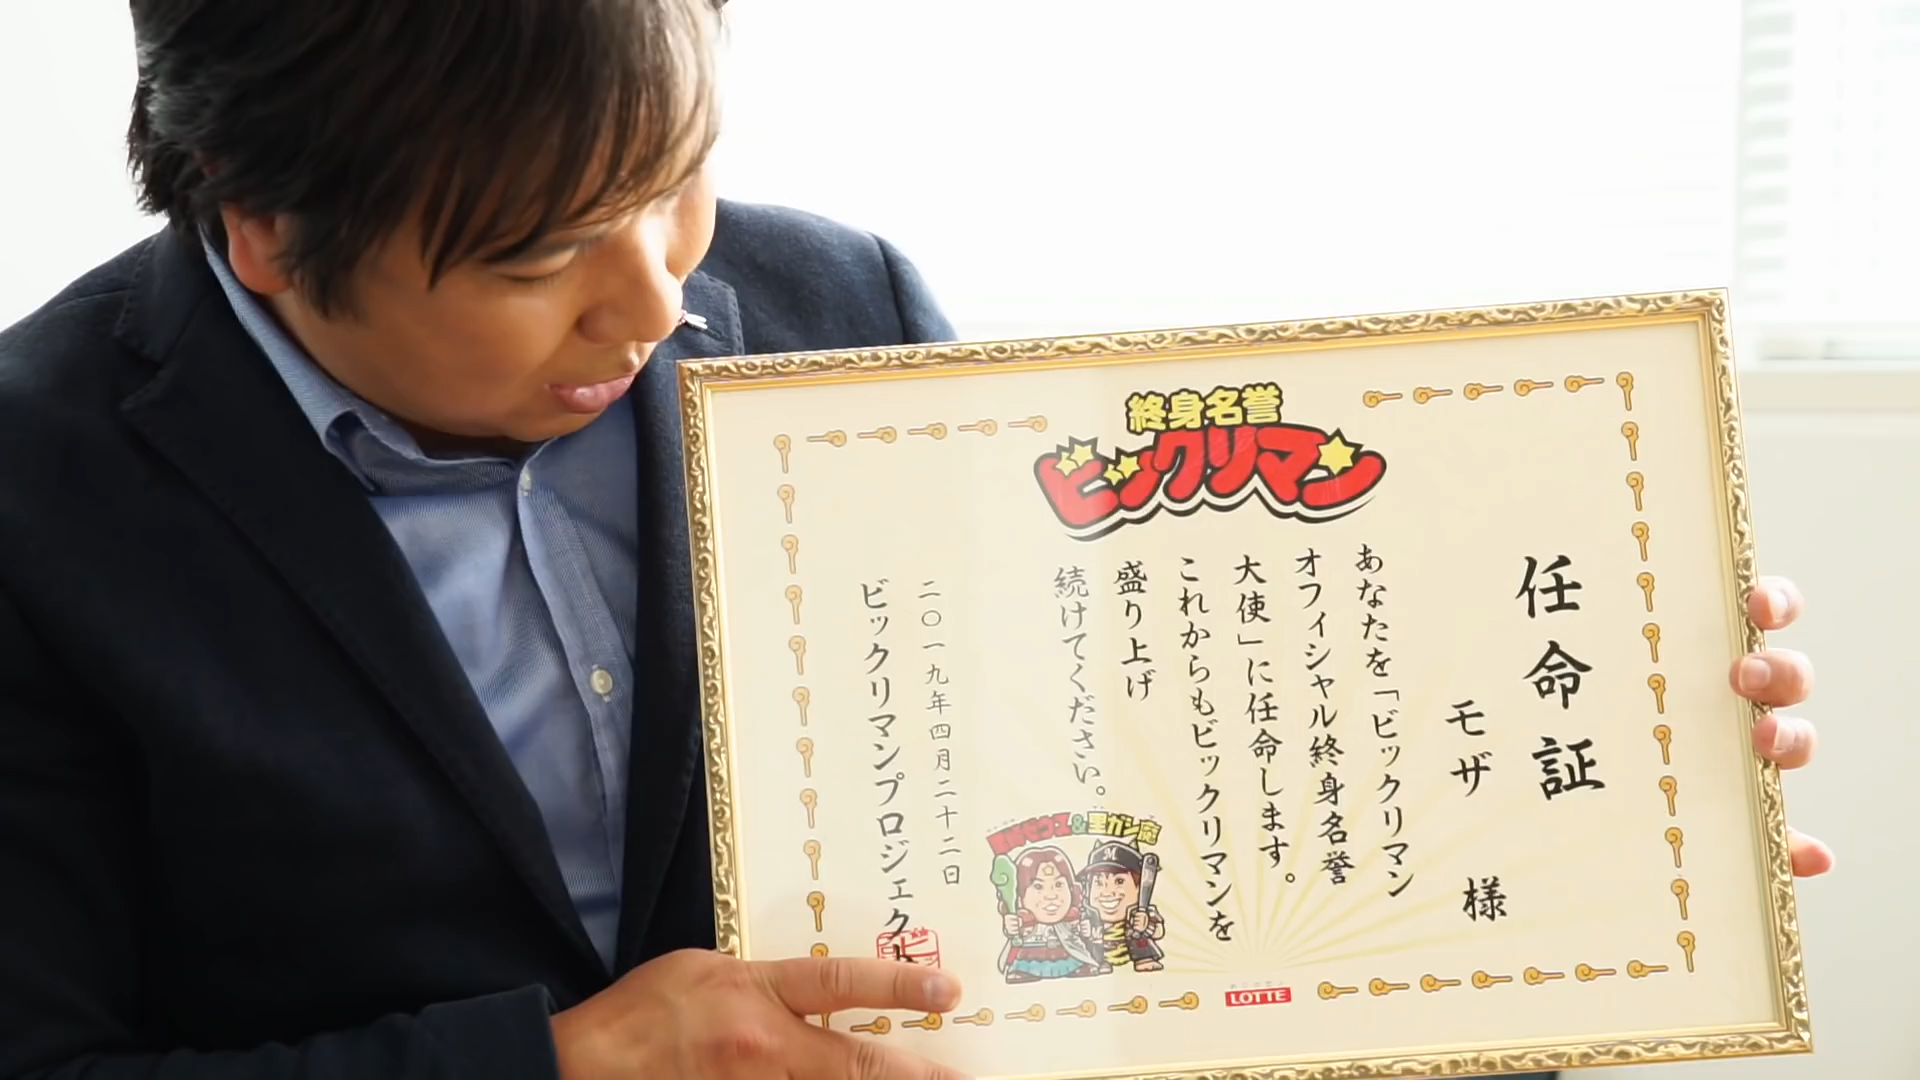 終身名誉
ビックリマン
任命証
モザ 様
あなたを「ビックリマン
オフィシャル終身名誉
大使」に任命します。
これからもビックリマンを
盛り上げ
続けてください。
二〇一九年四月二十二日
ビックリマンプロジェクト
&
M
LOTTE